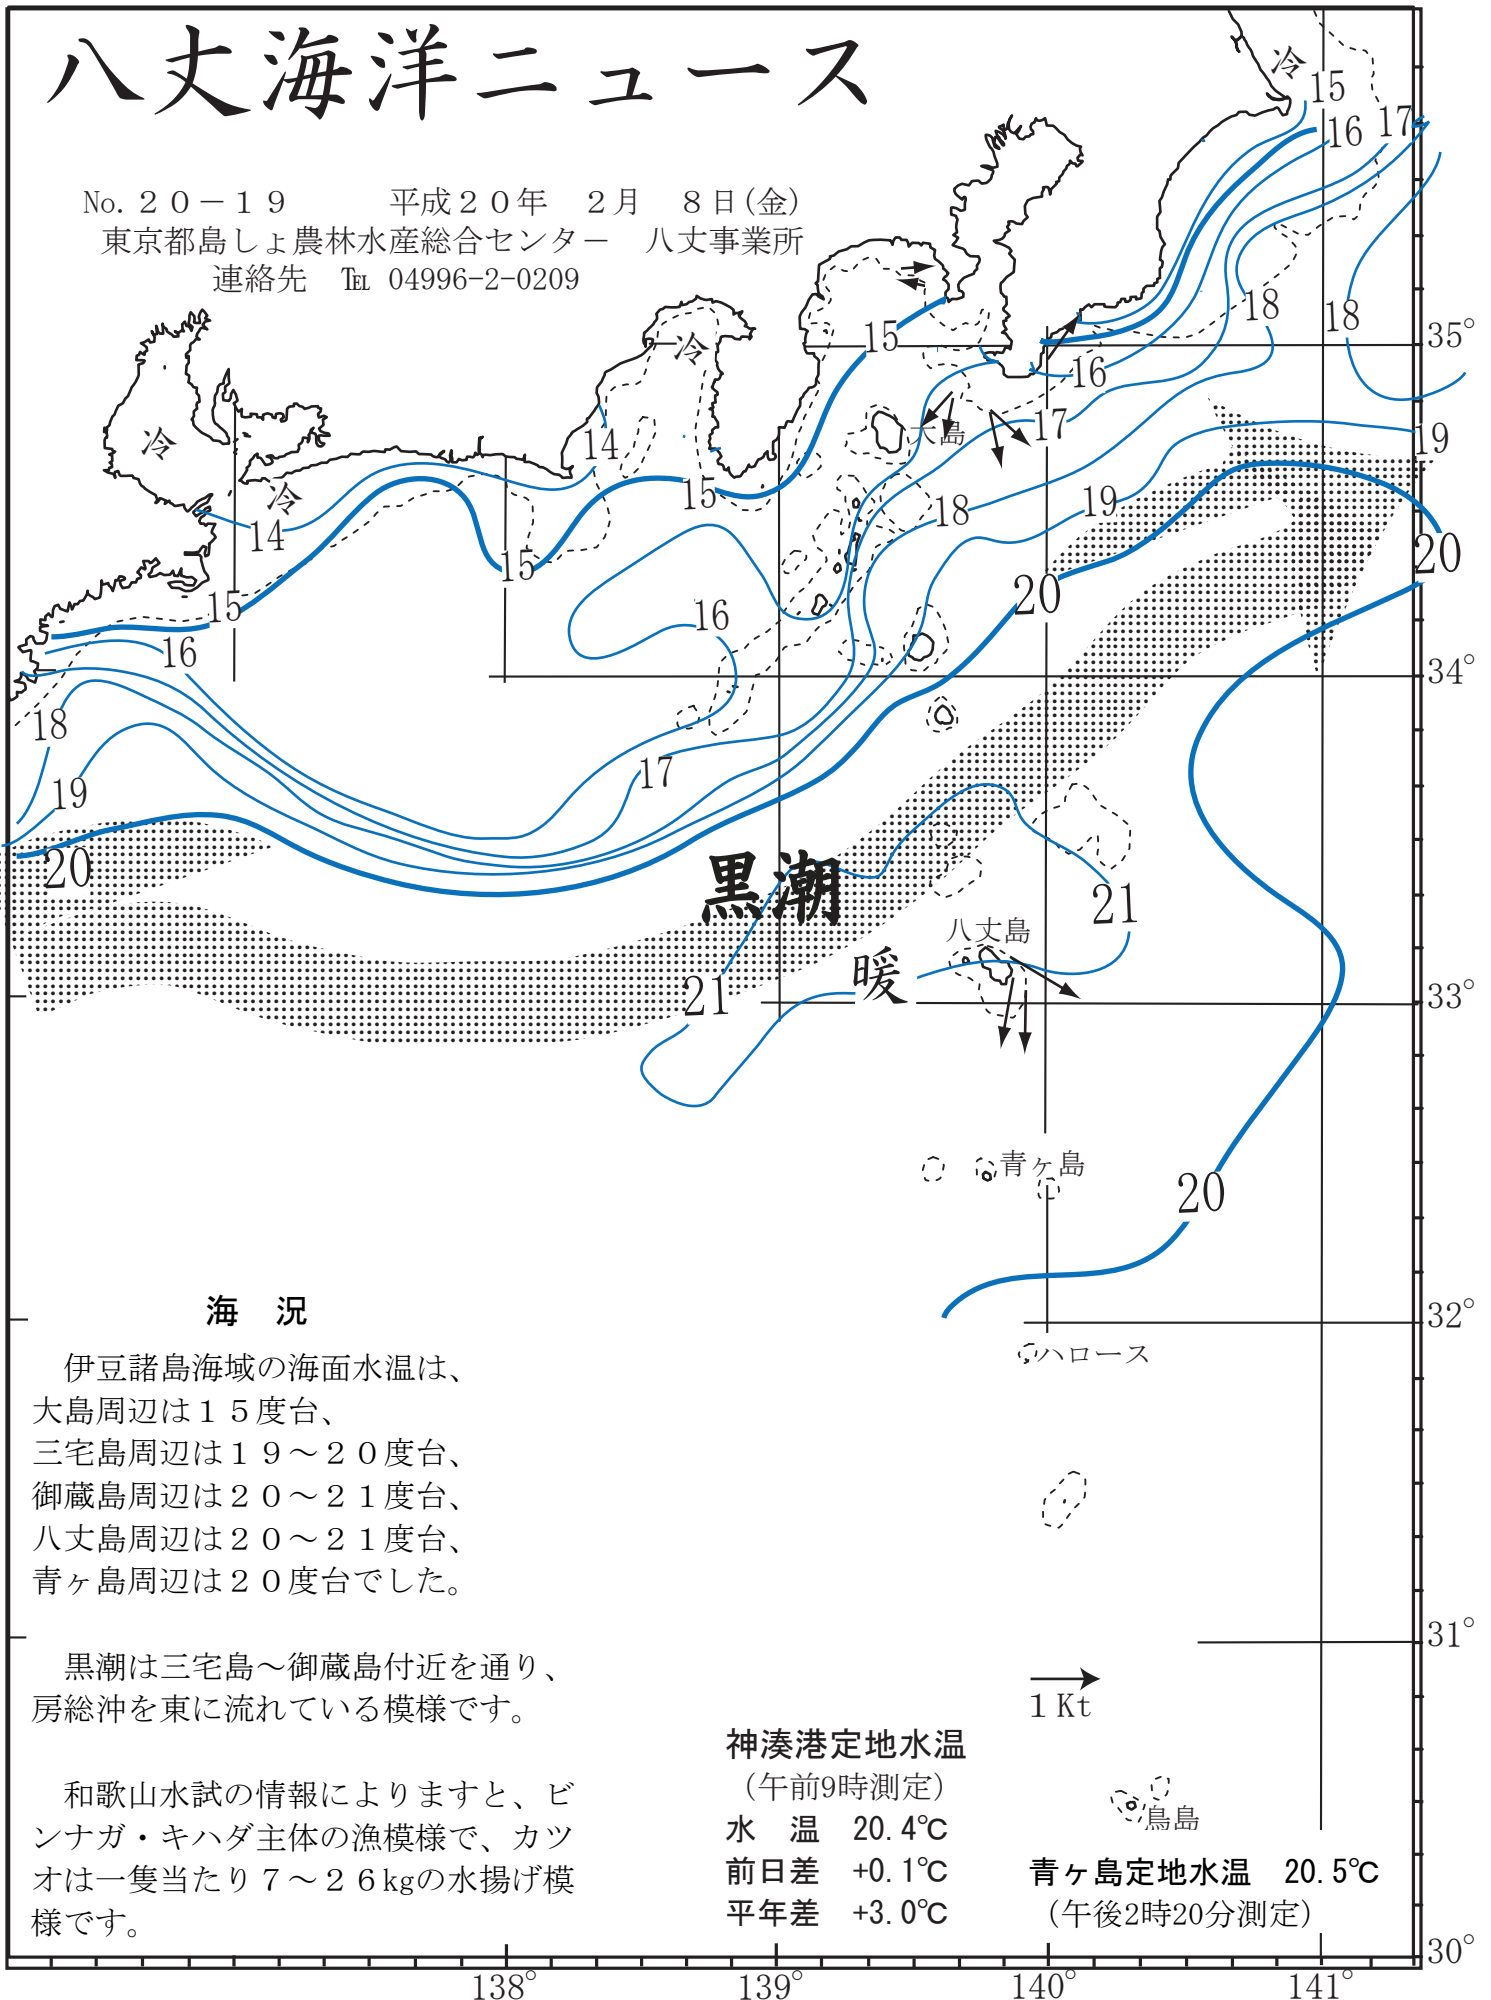 八丈海洋ニュース
No.２０－１９　　　平成２０年　２月　８日(金)
東京都島しょ農林水産総合センタ－　八丈事業所
連絡先　℡ 04996-2-0209
冷
15
16
17
18
18
35°
15
冷
16
冷
14
大島
17
19
冷
15
18
19
14
15
20
20
15
16
16
34°
18
17
19
20
黒潮
21
八丈島
暖
21
33°
青ヶ島
20
32°
ハロース
海　況
伊豆諸島海域の海面水温は、
大島周辺は１５度台、
三宅島周辺は１９～２０度台、
御蔵島周辺は２０～２１度台、
八丈島周辺は２０～２１度台、
青ヶ島周辺は２０度台でした。
31°
黒潮は三宅島～御蔵島付近を通り、
房総沖を東に流れている模様です。
１Kt
和歌山水試の情報によりますと、ビ
ンナガ・キハダ主体の漁模様で、カツ
オは一隻当たり７～２６kgの水揚げ模
様です。
神湊港定地水温
（午前9時測定）
水　温　20.4℃
前日差　+0.1℃
平年差　+3.0℃
鳥島
青ヶ島定地水温　20.5℃
（午後2時20分測定）
30°
138°
139°
140°
141°